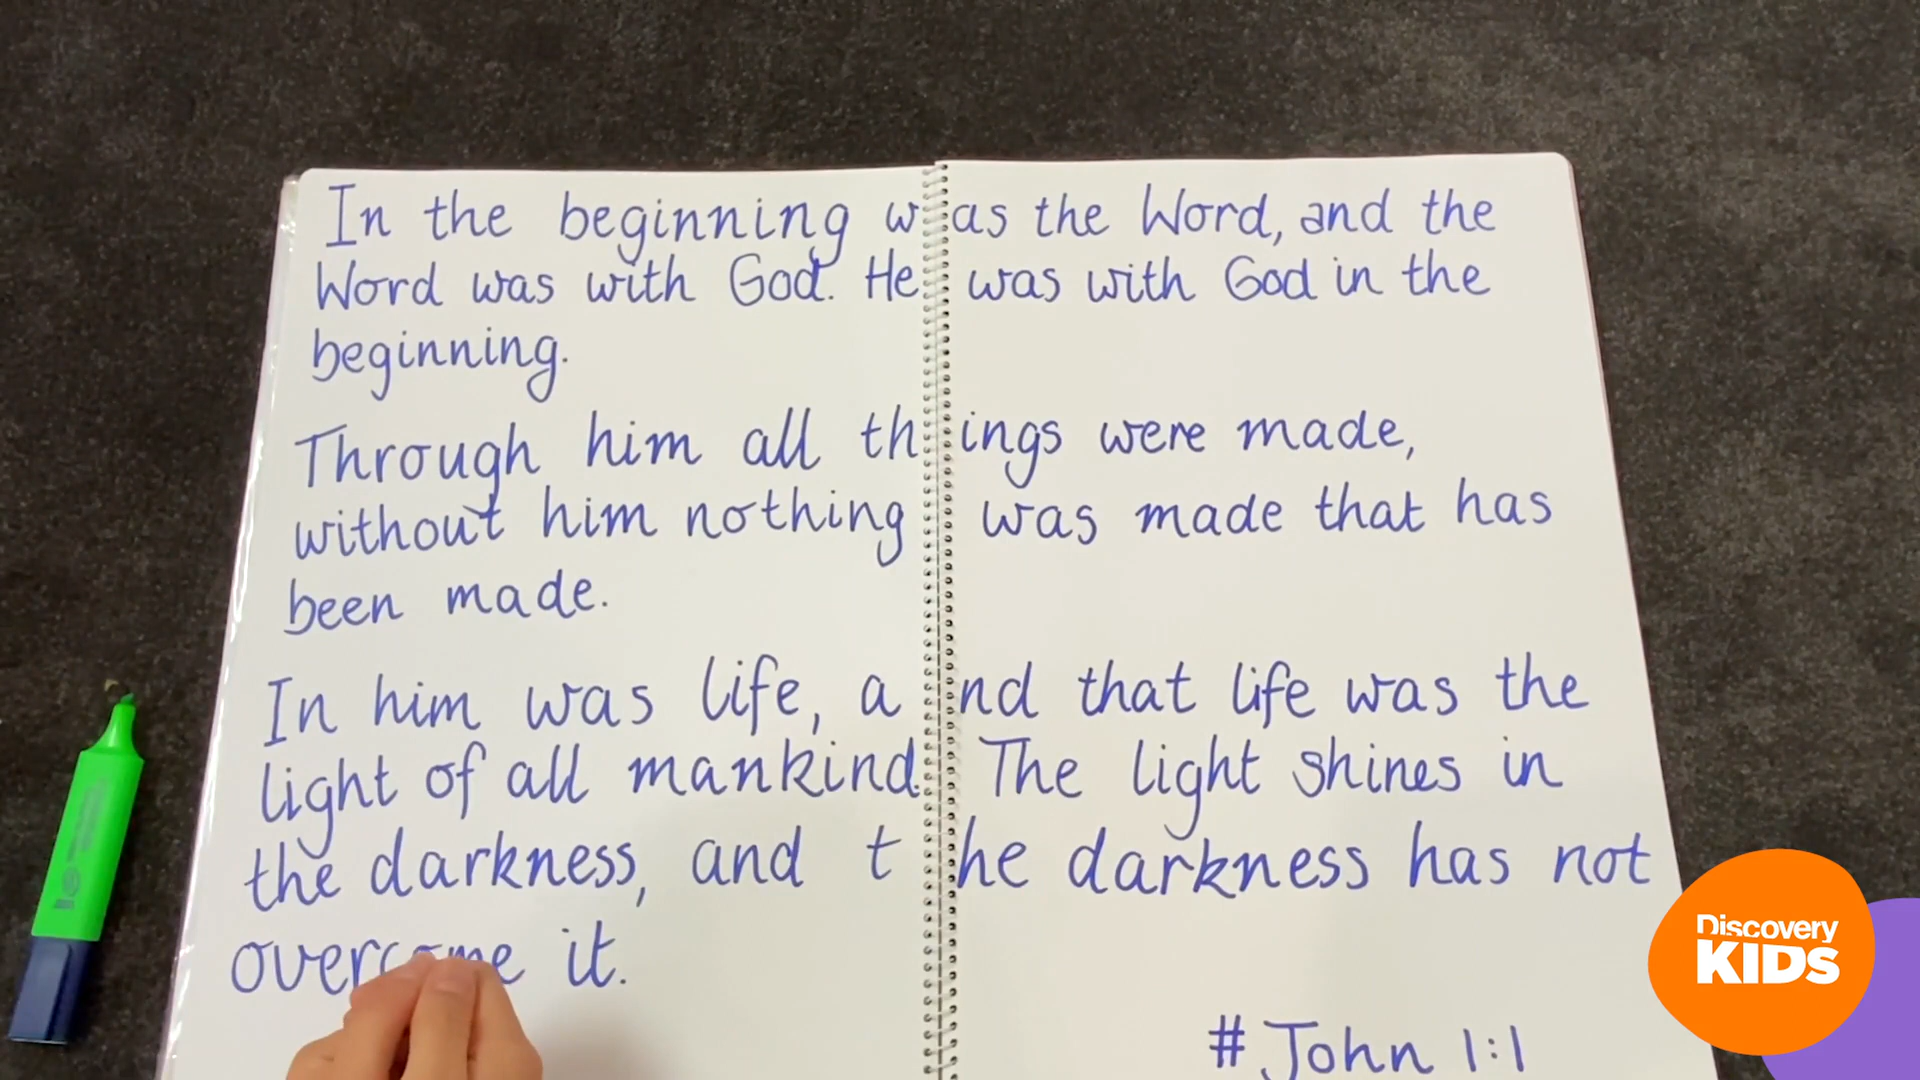 In the beginning was the Word, and the
Word was with God. He was with God in the
beginning.
Through him all things were made,
without him nothing was made that has
been made.
In him was life, and that life was the
light of all mankind. The light shines in
the darkness, and the darkness has not
overcome it.
# John 1:1
Discovery
KIDS